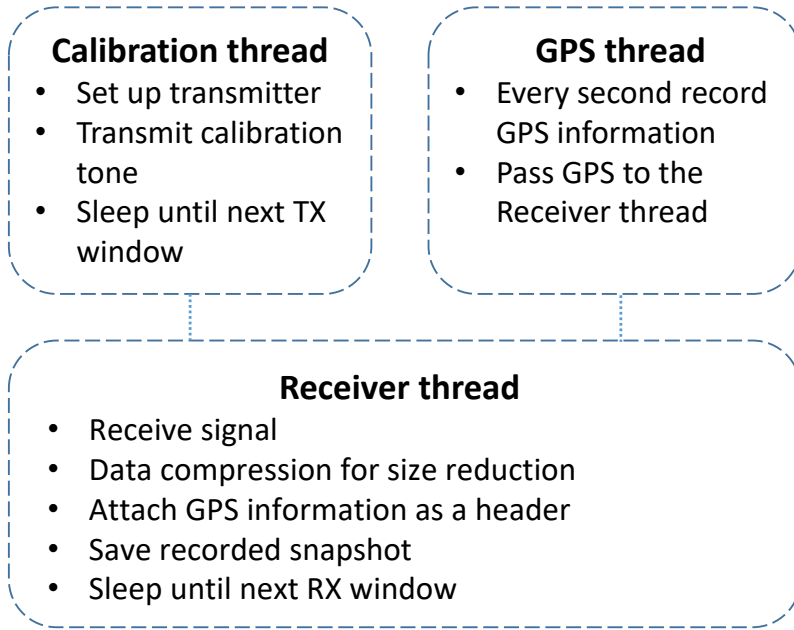 Calibration thread
• Set up transmitter
• Transmit calibration
tone
• Sleep until next TX
window
GPS thread
• Every second record
GPS information
• Pass GPS to the
Receiver thread
Receiver thread
• Receive signal
• Data compression for size reduction
• Attach GPS information as a header
• Save recorded snapshot
• Sleep until next RX window